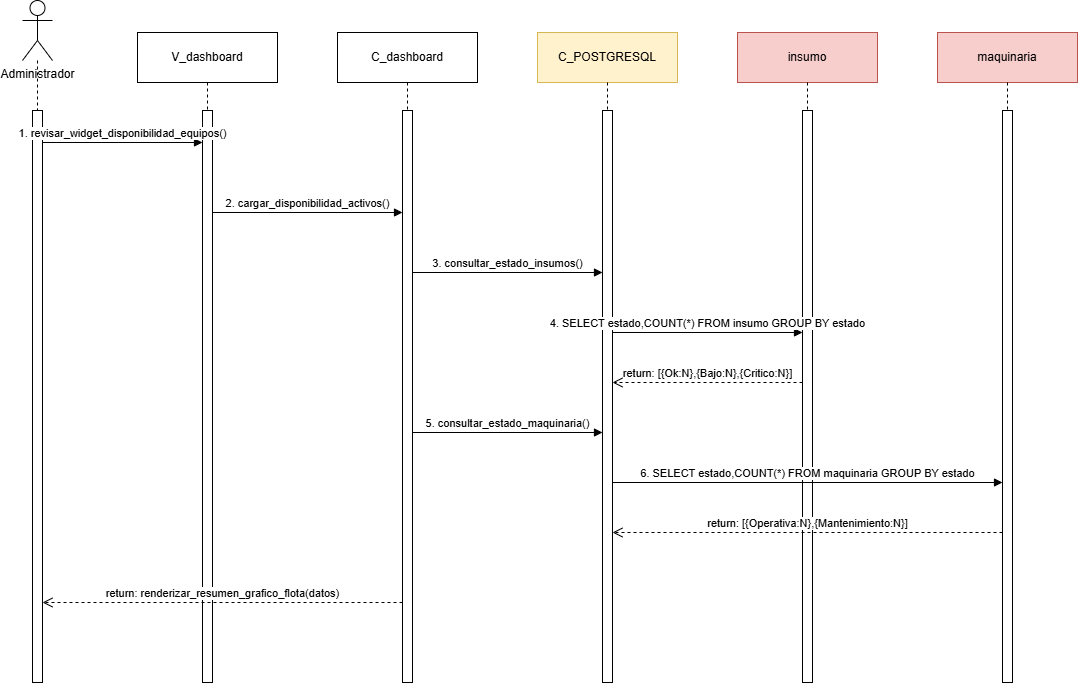 Administrador
V_dashboard
C_dashboard
C_POSTGRESQL
insumo
maquinaria
1. revisar_widget_disponibilidad_equipos()
2. cargar_disponibilidad_activos()
3. consultar_estado_insumos()
4. SELECT estado,COUNT(*) FROM insumo GROUP BY estado
return: [{Ok:N},{Bajo:N},{Critico:N}]
5. consultar_estado_maquinaria()
6. SELECT estado,COUNT(*) FROM maquinaria GROUP BY estado
return: [{Operativa:N},{Mantenimiento:N}]
return: renderizar_resumen_grafico_flota(datos)